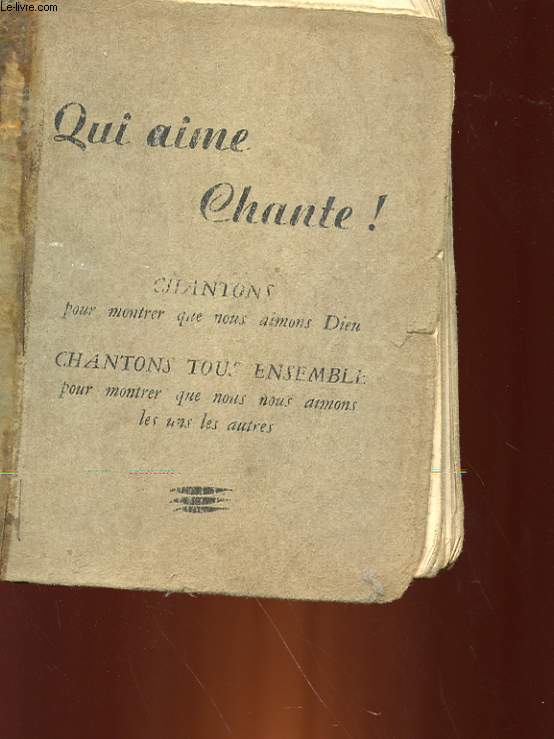 Le-livre.com
Qui aime
Chante !
CHANTONS
pour montrer que nous aimons Dieu
CHANTONS TOUS ENSEMBLE
pour montrer que nous nous aimons
les uns les autres